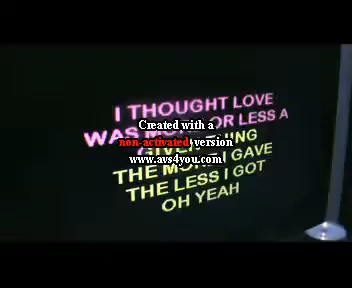 I THOUGHT LOVE
WAS MORE OR LESS A
GIVEN THING
THE MORE I GAVE
THE LESS I GOT
OH YEAH
Created with a
non-activated version
www.avs4you.com